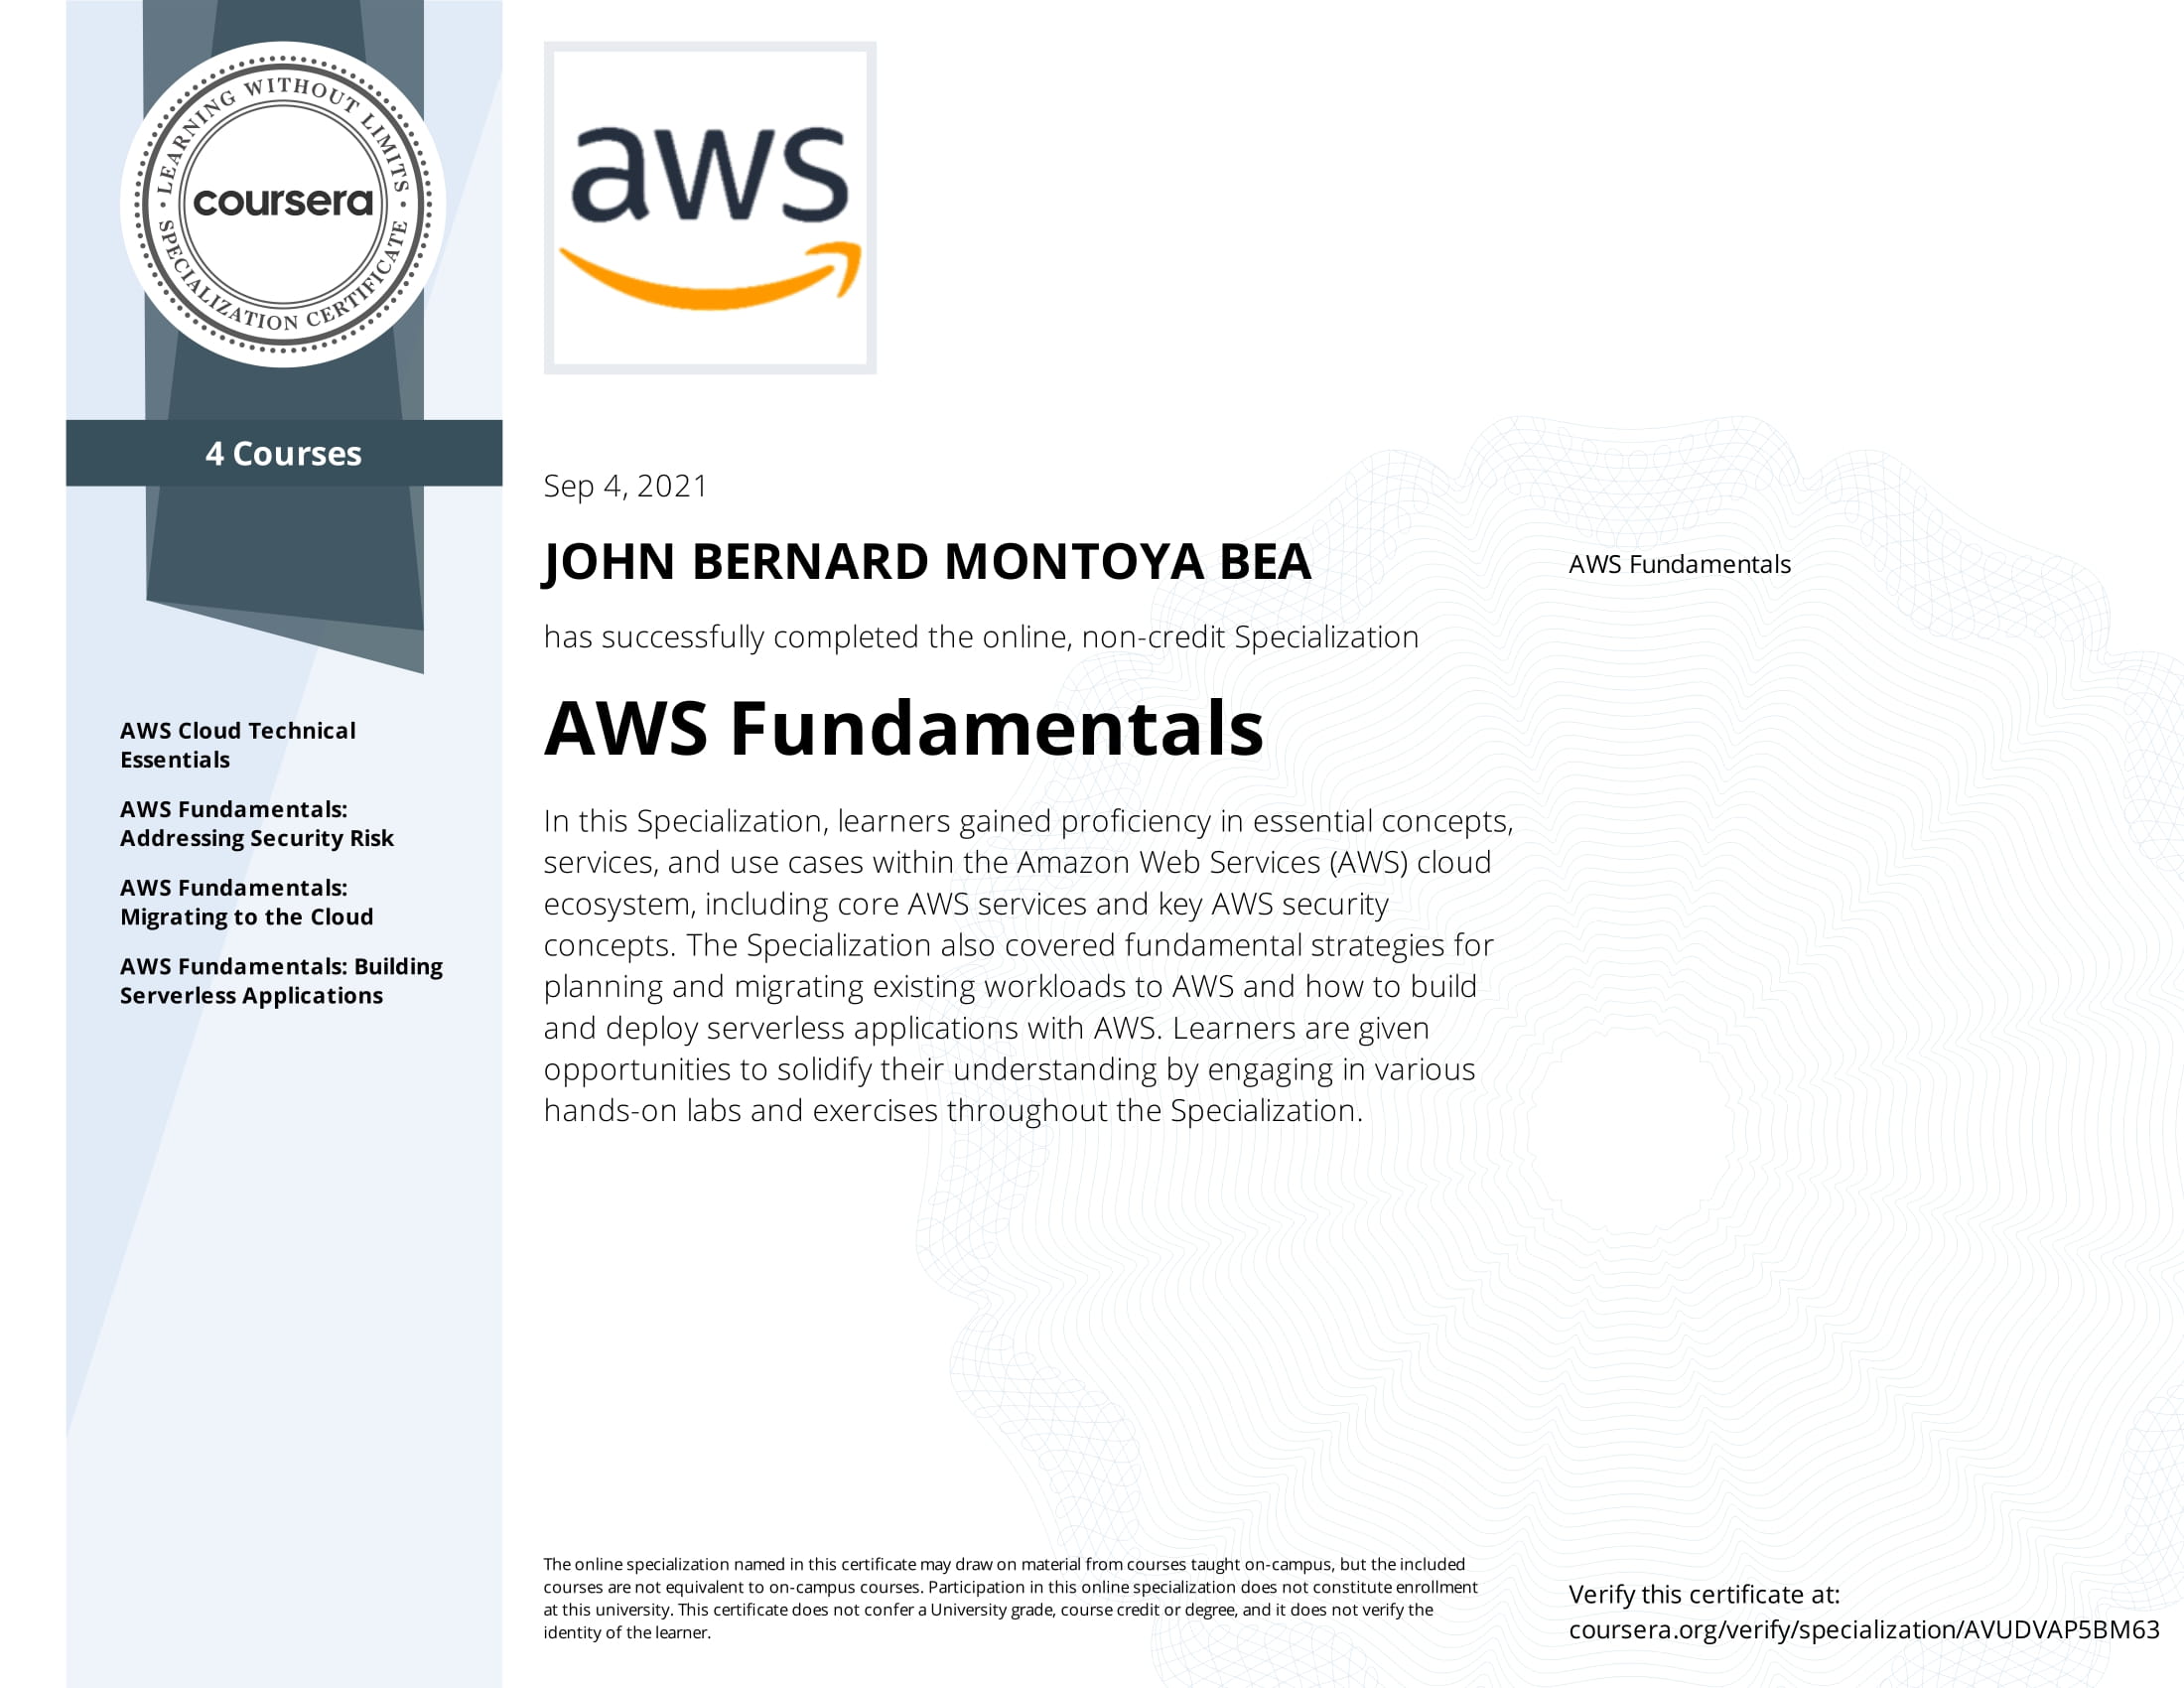 LEARNING WITHOUT LIMITS
coursera
SPECIALIZATION CERTIFICATE
4 Courses
AWS Cloud Technical
Essentials
AWS Fundamentals:
Addressing Security Risk
AWS Fundamentals:
Migrating to the Cloud
AWS Fundamentals: Building
Serverless Applications
aws
Sep 4, 2021
JOHN BERNARD MONTOYA BEA
has successfully completed the online, non-credit Specialization
AWS Fundamentals
In this Specialization, learners gained proficiency in essential concepts,
services, and use cases within the Amazon Web Services (AWS) cloud
ecosystem, including core AWS services and key AWS security
concepts. The Specialization also covered fundamental strategies for
planning and migrating existing workloads to AWS and how to build
and deploy serverless applications with AWS. Learners are given
opportunities to solidify their understanding by engaging in various
hands-on labs and exercises throughout the Specialization.
AWS Fundamentals
The online specialization named in this certificate may draw on material from courses taught on-campus, but the included
courses are not equivalent to on-campus courses. Participation in this online specialization does not constitute enrollment
at this university. This certificate does not confer a University grade, course credit or degree, and it does not verify the
identity of the learner.
Verify this certificate at:
coursera.org/verify/specialization/AVUDVAP5BM63